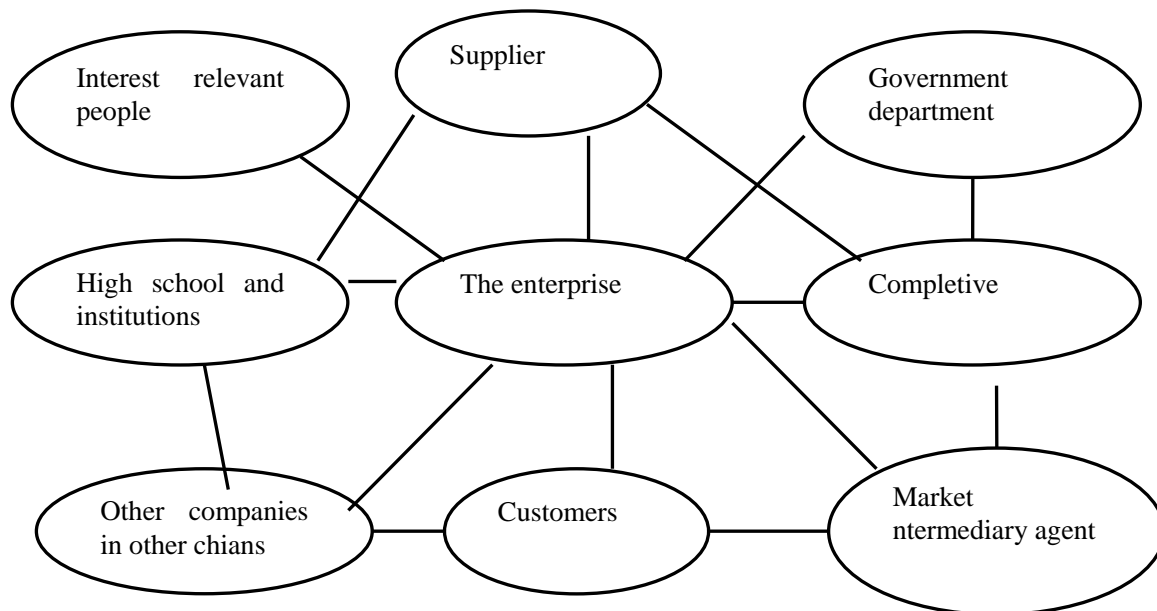 Interest relevant
people
Supplier
Government
department
High school and
institutions
The enterprise
Completive
Other companies
in other chians
Customers
Market
ntermediary agent